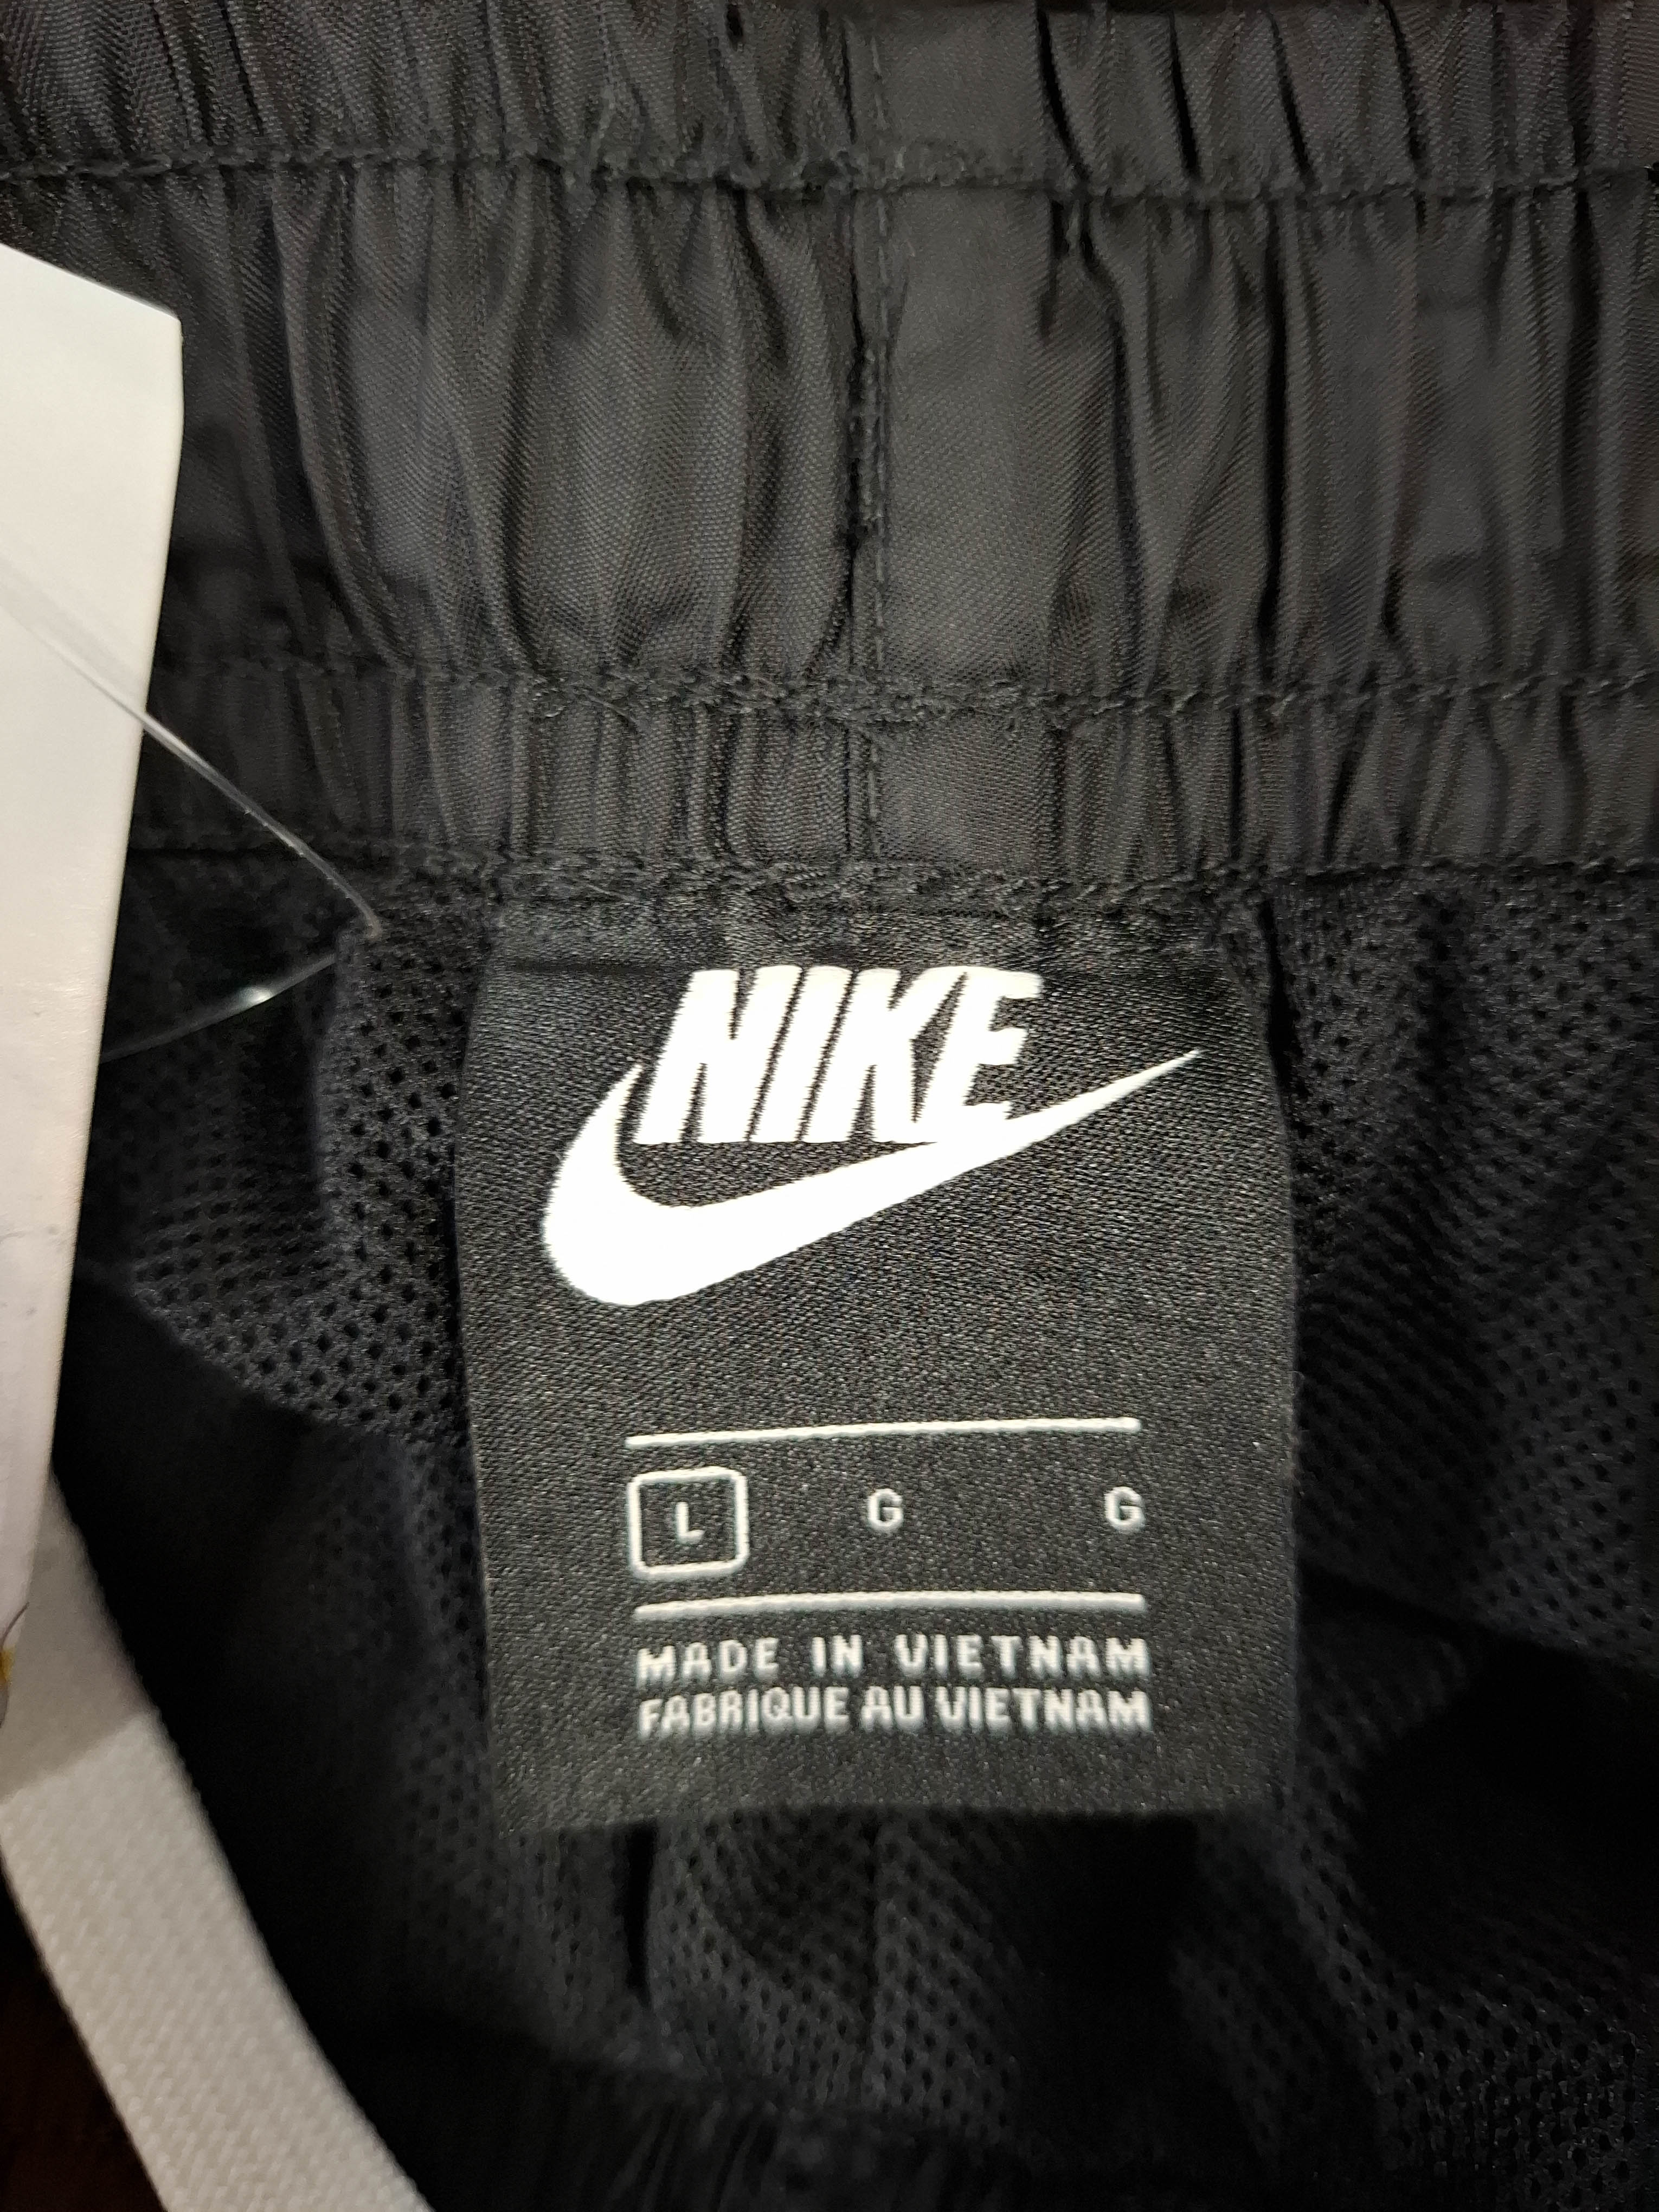 NIKE
L G G
MADE IN VIETNAM
FABRIQUE AU VIETNAM